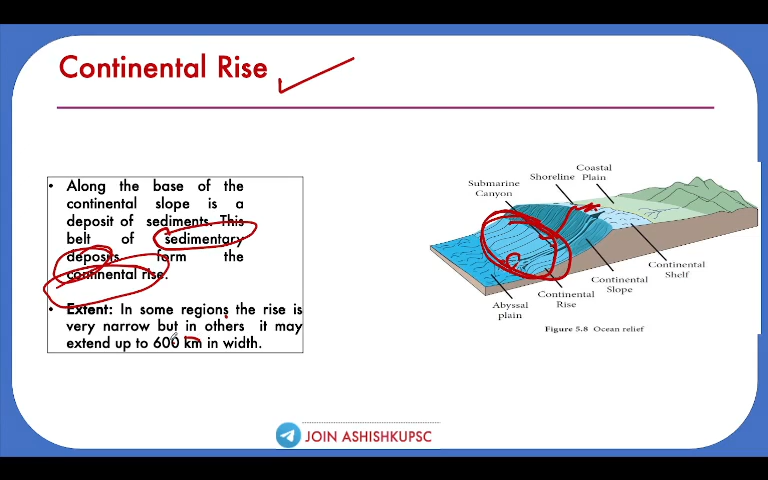 Continental Rise
• Along the base of the
continental slope is a
deposit of sediments. This
belt of sedimentary
deposits form the
continental rise.
• Extent: In some regions the rise is
very narrow but in others it may
extend up to 600 km in width.
Coastal
Plain
Shoreline
Submarine
Canyon
Continental
Shelf
Continental
Slope
Continental
Rise
Abyssal
plain
Figure 5.8 Ocean relief
JOIN ASHISHKUPSC